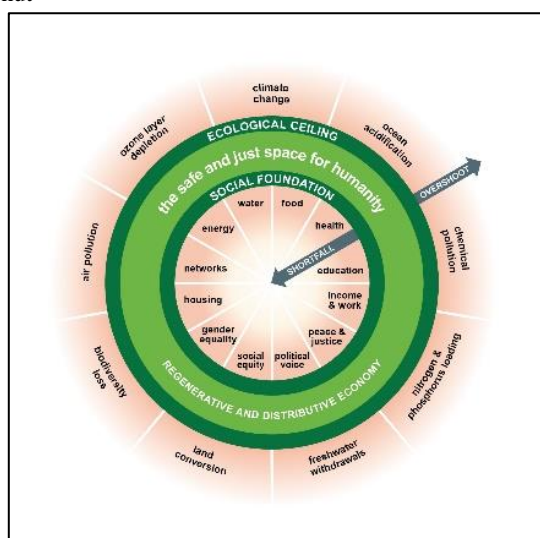 climate
change
ozone layer
depletion
ocean
acidification
ECOLOGICAL CEILING
the safe and just space for humanity
OVERSHOOT
SOCIAL FOUNDATION
water
food
energy
health
SHORTFALL
air pollution
chemical
pollution
networks
education
housing
income
& work
gender
equality
peace &
justice
social
equity
political
voice
biodiversity
loss
REGENERATIVE AND DISTRIBUTIVE ECONOMY
nitrogen &
phosphorus loading
land
conversion
freshwater
withdrawals